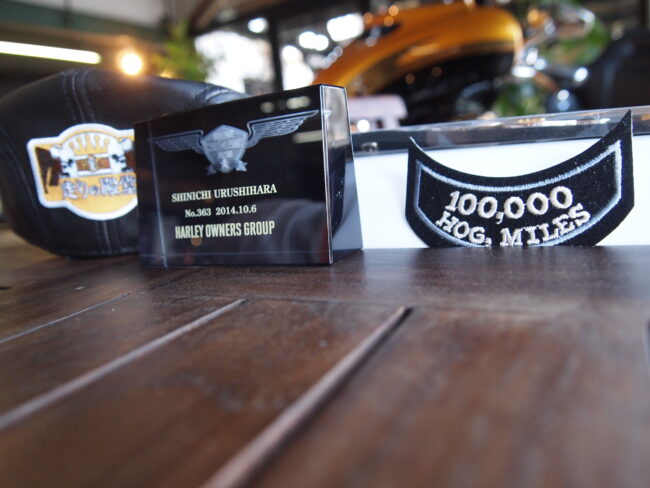 SHINICHI URUSHIHARA
No.363 2014.10.6
HARLEY OWNERS GROUP
100,000
HOG, MILES